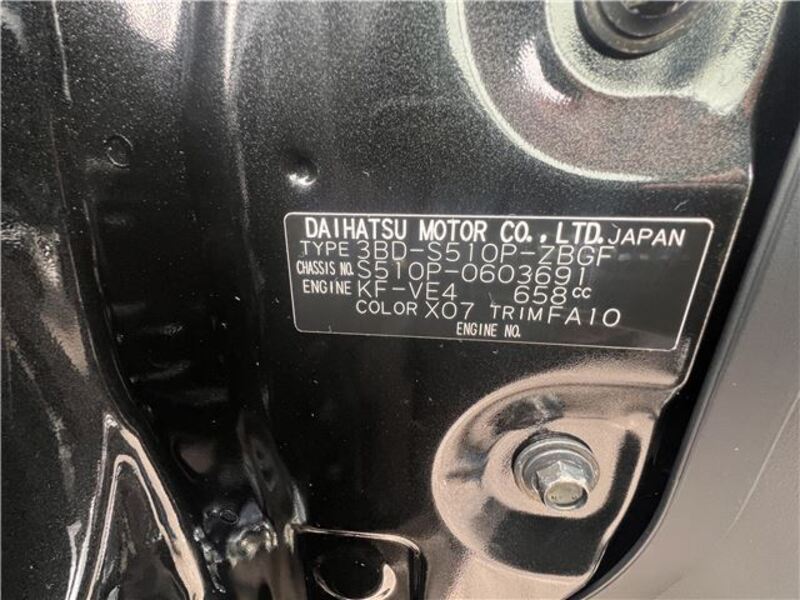 DAIHATSU MOTOR CO., LTD. JAPAN
TYPE 3BD-S510P-ZBGF
CHASSIS NO. S510P-0603691
ENGINE KF-VE4 658cc
COLOR X07 TRIM FA10
ENGINE NO.